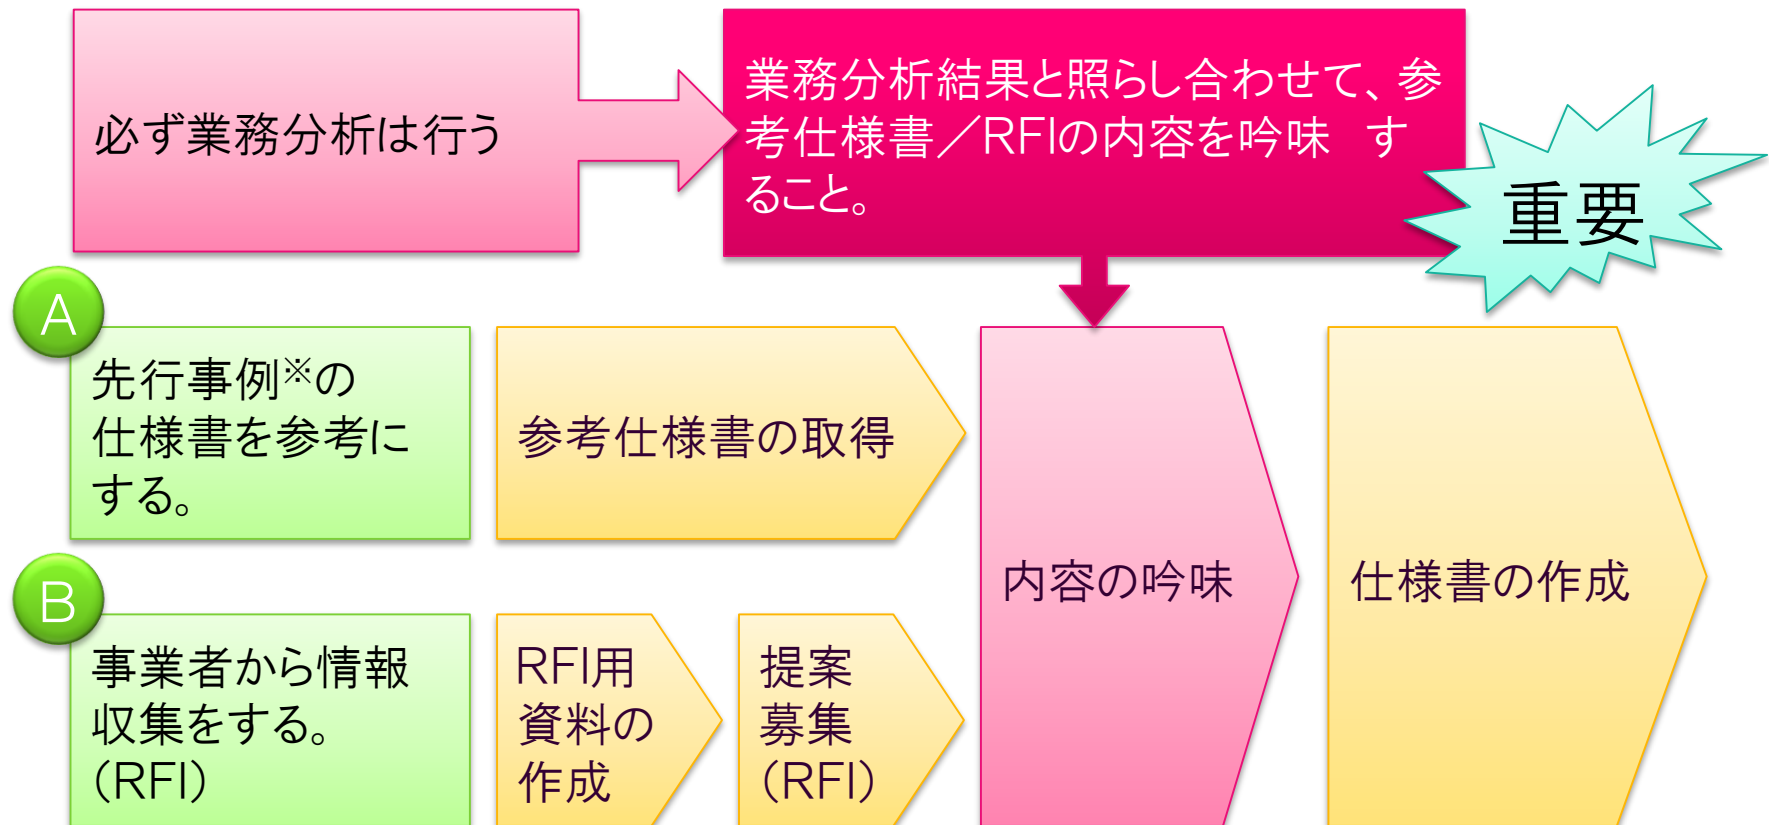 必ず業務分析は行う
業務分析結果と照らし合わせて、参
考仕様書／RFIの内容を吟味　す
ること。
重要
A
先行事例※の
仕様書を参考に
する。
参考仕様書の取得
内容の吟味
仕様書の作成
B
事業者から情報
収集をする。
（RFI）
RFI用
資料の
作成
提案
募集
（RFI）